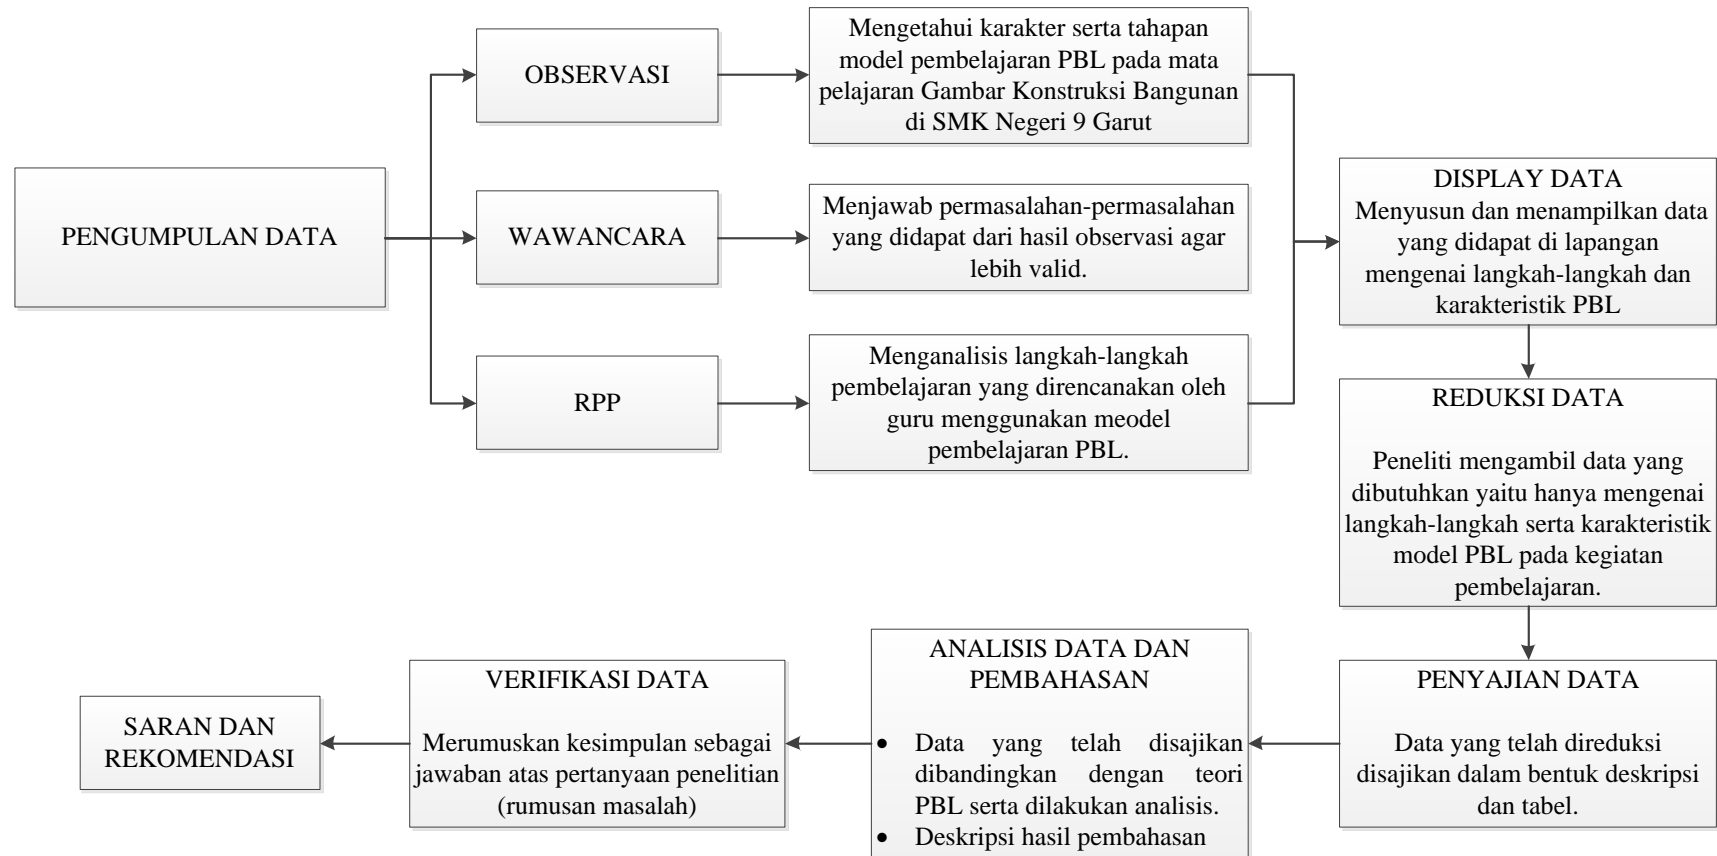 PENGUMPULAN DATA
OBSERVASI
Mengetahui karakter serta tahapan
model pembelajaran PBL pada mata
pelajaran Gambar Konstruksi Bangunan
di SMK Negeri 9 Garut
WAWANCARA
Menjawab permasalahan-permasalahan
yang didapat dari hasil observasi agar
lebih valid.
RPP
Menganalisis langkah-langkah
pembelajaran yang direncanakan oleh
guru menggunakan meodel
pembelajaran PBL.
DISPLAY DATA
Menyusun dan menampilkan data
yang didapat di lapangan
mengenai langkah-langkah dan
karakteristik PBL
REDUKSI DATA
Peneliti mengambil data yang
dibutuhkan yaitu hanya mengenai
langkah-langkah serta karakteristik
model PBL pada kegiatan
pembelajaran.
PENYAJIAN DATA
Data yang telah direduksi
disajikan dalam bentuk deskripsi
dan tabel.
ANALISIS DATA DAN
PEMBAHASAN
• Data yang telah disajikan
dibandingkan dengan teori
PBL serta dilakukan analisis.
• Deskripsi hasil pembahasan
VERIFIKASI DATA
Merumuskan kesimpulan sebagai
jawaban atas pertanyaan penelitian
(rumusan masalah)
SARAN DAN
REKOMENDASI